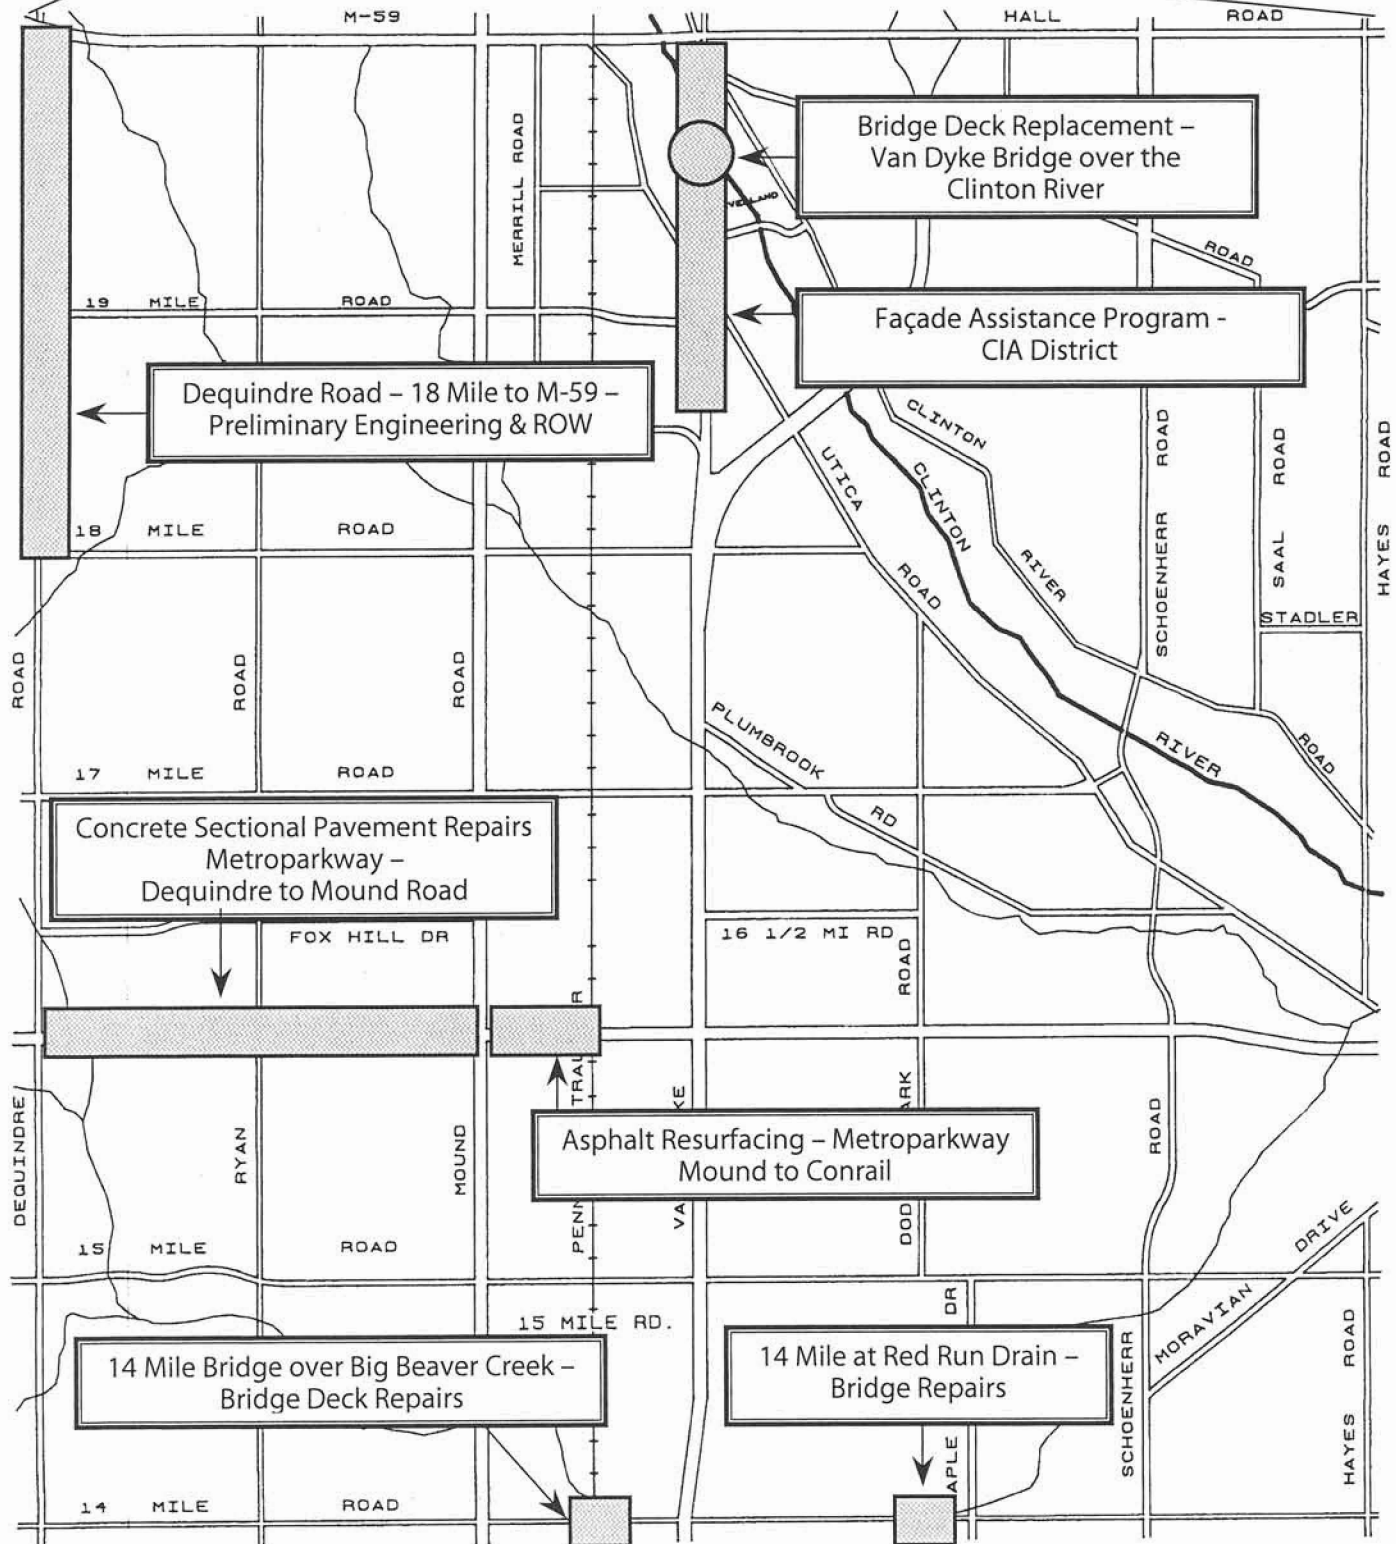 M-59
HALL
ROAD
Bridge Deck Replacement –
Van Dyke Bridge over the
Clinton River
MERRILL ROAD
ROAD
19 MILE ROAD
Façade Assistance Program -
CIA District
Dequindre Road – 18 Mile to M-59 –
Preliminary Engineering & ROW
CLINTON
RIVER
ROAD
UTICA
ROAD
CLINTON
RIVER
SCHOENHERR ROAD
SAAL ROAD
HAYES ROAD
18 MILE ROAD
STADLER
ROAD
ROAD
ROAD
PLUMBROOK
RD
17 MILE ROAD
Concrete Sectional Pavement Repairs
Metroparkway –
Dequindre to Mound Road
FOX HILL DR
16 1/2 MI RD
ROAD
DEQUINDRE
RYAN
MOUND
ROAD
Asphalt Resurfacing – Metroparkway
Mound to Conrail
15 MILE ROAD
DRIVE
MORAVIAN
15 MILE RD.
DR
14 Mile Bridge over Big Beaver Creek –
Bridge Deck Repairs
14 Mile at Red Run Drain –
Bridge Repairs
SCHOENHERR
HAYES ROAD
14 MILE ROAD